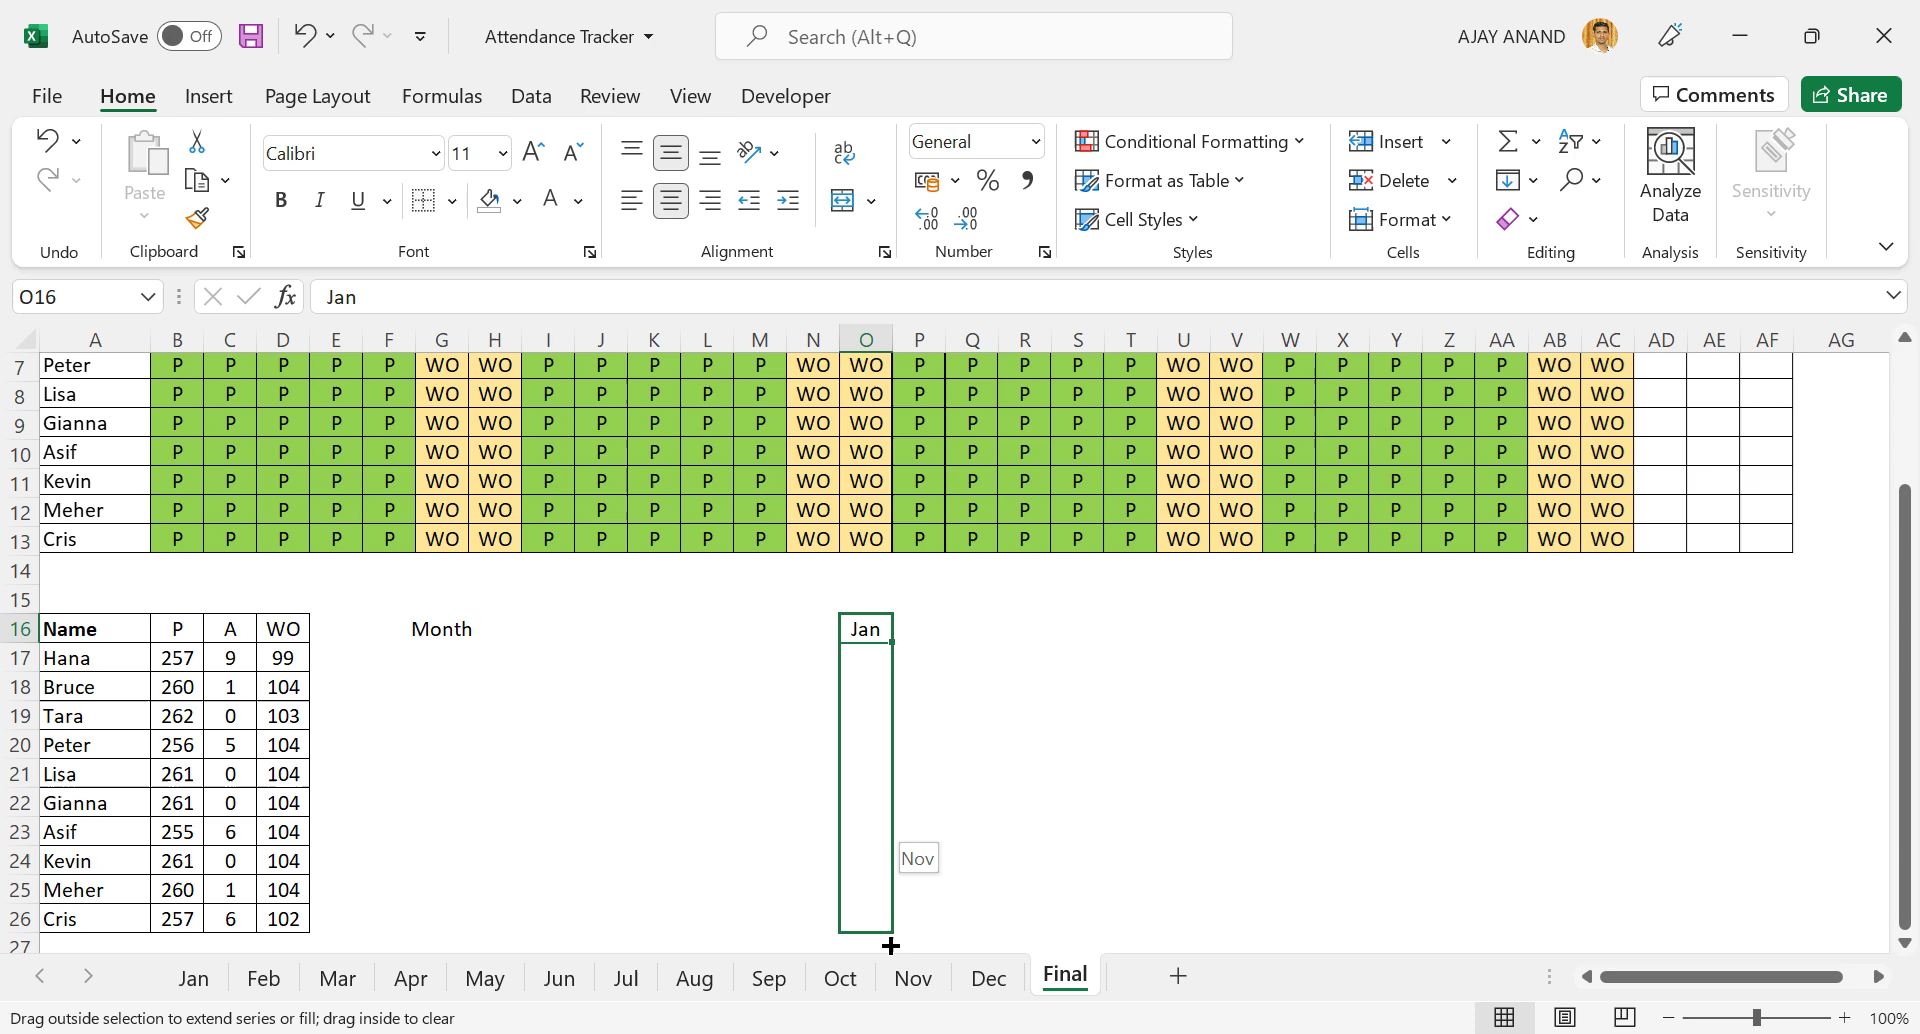 AutoSave Off Attendance Tracker Search (Alt+Q) AJAY ANAND
File Home Insert Page Layout Formulas Data Review View Developer Comments Share
Paste Calibri 11 General Conditional Formatting Insert
B I U Format as Table Delete Analyze Data Sensitivity
Cell Styles Format
Undo Clipboard Font Alignment Number Styles Cells Editing Analysis Sensitivity
O16 fx Jan
A B C D E F G H I J K L M N O P Q R S T U V W X Y Z AA AB AC AD AE AF AG
7 Peter P P P P P WO WO P P P P P WO WO P P P P P WO WO P P P P P WO WO
8 Lisa P P P P P WO WO P P P P P WO WO P P P P P WO WO P P P P P WO WO
9 Gianna P P P P P WO WO P P P P P WO WO P P P P P WO WO P P P P P WO WO
10 Asif P P P P P WO WO P P P P P WO WO P P P P P WO WO P P P P P WO WO
11 Kevin P P P P P WO WO P P P P P WO WO P P P P P WO WO P P P P P WO WO
12 Meher P P P P P WO WO P P P P P WO WO P P P P P WO WO P P P P P WO WO
13 Cris P P P P P WO WO P P P P P WO WO P P P P P WO WO P P P P P WO WO
14
15
16 Name P A WO Month Jan
17 Hana 257 9 99
18 Bruce 260 1 104
19 Tara 262 0 103
20 Peter 256 5 104
21 Lisa 261 0 104
22 Gianna 261 0 104
23 Asif 255 6 104
24 Kevin 261 0 104 Nov
25 Meher 260 1 104
26 Cris 257 6 102
27
Jan Feb Mar Apr May Jun Jul Aug Sep Oct Nov Dec Final
Drag outside selection to extend series or fill; drag inside to clear 100%